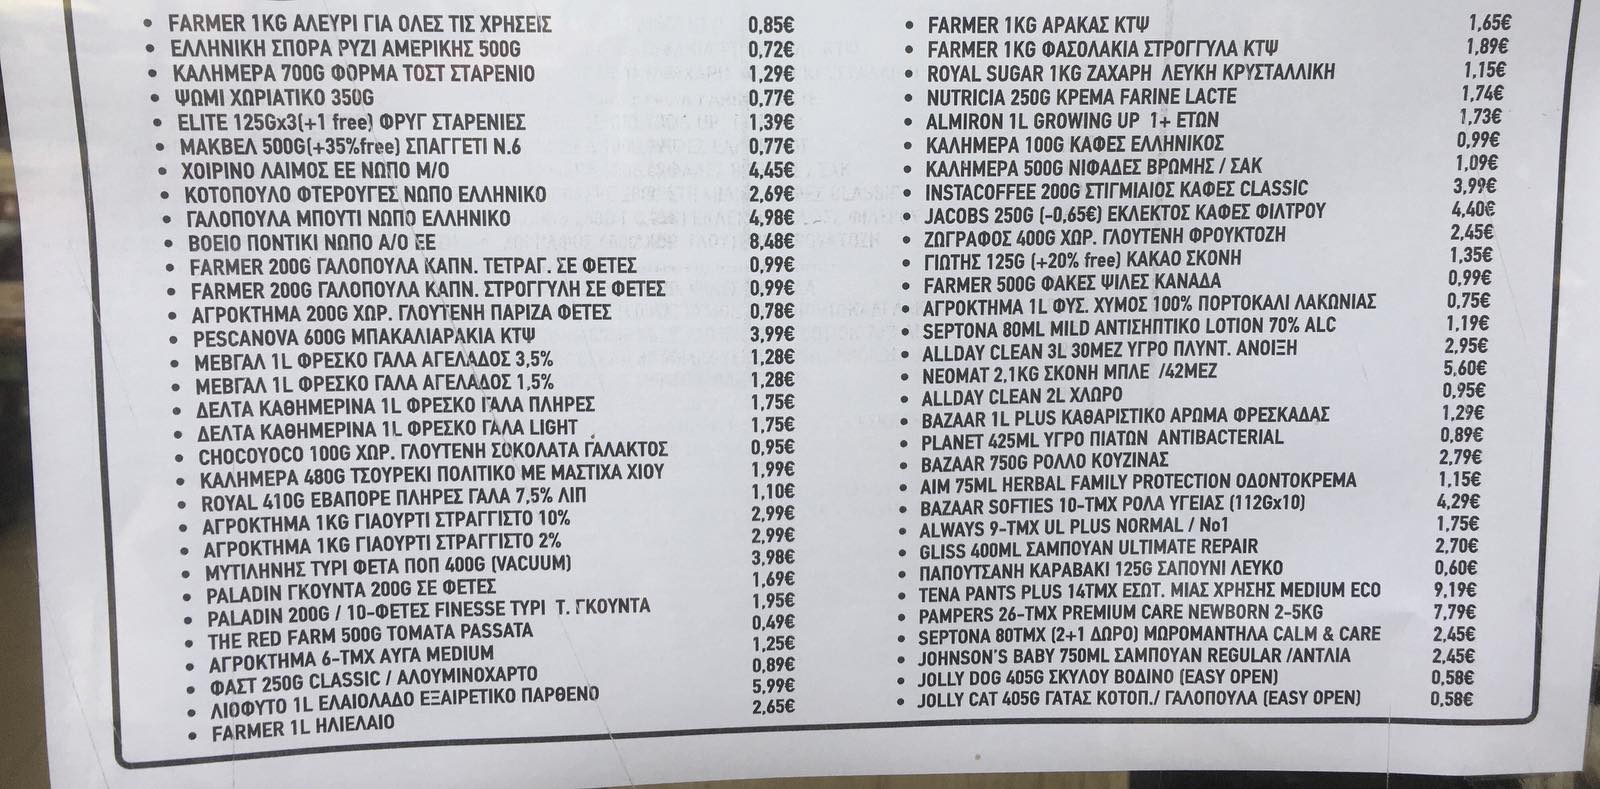 • FARMER 1KG ΑΛΕΥΡΙ ΓΙΑ ΟΛΕΣ ΤΙΣ ΧΡΗΣΕΙΣ 0,85€
• ΕΛΛΗΝΙΚΗ ΣΠΟΡΑ ΡΥΖΙ ΑΜΕΡΙΚΗΣ 500G 0,72€
• ΚΑΛΗΜΕΡΑ 700G ΦΟΡΜΑ ΤΟΣΤ ΣΤΑΡΕΝΙΟ 1,29€
• ΨΩΜΙ ΧΩΡΙΑΤΙΚΟ 350G 0,77€
• ELITE 125Gx3(+1 free) ΦΡΥΓ ΣΤΑΡΕΝΙΕΣ 1,39€
• ΜΑΚΒΕΛ 500G(+35%free) ΣΠΑΓΓΕΤΙ Ν.6 0,77€
• ΧΟΙΡΙΝΟ ΛΑΙΜΟΣ ΕΕ ΝΩΠΟ Μ/Ο 4,45€
• ΚΟΤΟΠΟΥΛΟ ΦΤΕΡΟΥΓΕΣ ΝΩΠΟ ΕΛΛΗΝΙΚΟ 2,69€
• ΓΑΛΟΠΟΥΛΑ ΜΠΟΥΤΙ ΝΩΠΟ ΕΛΛΗΝΙΚΟ 4,98€
• ΒΟΕΙΟ ΠΟΝΤΙΚΙ ΝΩΠΟ Α/Ο ΕΕ 8,48€
• FARMER 200G ΓΑΛΟΠΟΥΛΑ ΚΑΠΝ. ΤΕΤΡΑΓ. ΣΕ ΦΕΤΕΣ 0,99€
• FARMER 200G ΓΑΛΟΠΟΥΛΑ ΚΑΠΝ. ΣΤΡΟΓΓΥΛΗ ΣΕ ΦΕΤΕΣ 0,99€
• ΑΓΡΟΚΤΗΜΑ 200G ΧΩΡ. ΓΛΟΥΤΕΝΗ ΠΑΡΙΖΑ ΦΕΤΕΣ 0,78€
• PESCANOVA 600G ΜΠΑΚΑΛΙΑΡΑΚΙΑ ΚΤΨ 3,99€
• ΜΕΒΓΑΛ 1L ΦΡΕΣΚΟ ΓΑΛΑ ΑΓΕΛΑΔΟΣ 3,5% 1,28€
• ΜΕΒΓΑΛ 1L ΦΡΕΣΚΟ ΓΑΛΑ ΑΓΕΛΑΔΟΣ 1,5% 1,28€
• ΔΕΛΤΑ ΚΑΘΗΜΕΡΙΝΑ 1L ΦΡΕΣΚΟ ΓΑΛΑ ΠΛΗΡΕΣ 1,75€
• ΔΕΛΤΑ ΚΑΘΗΜΕΡΙΝΑ 1L ΦΡΕΣΚΟ ΓΑΛΑ LIGHT 1,75€
• CHOCOYOCO 100G ΧΩΡ. ΓΛΟΥΤΕΝΗ ΣΟΚΟΛΑΤΑ ΓΑΛΑΚΤΟΣ 0,95€
• ΚΑΛΗΜΕΡΑ 480G ΤΣΟΥΡΕΚΙ ΠΟΛΙΤΙΚΟ ΜΕ ΜΑΣΤΙΧΑ ΧΙΟΥ 1,99€
• ROYAL 410G ΕΒΑΠΟΡΕ ΠΛΗΡΕΣ ΓΑΛΑ 7,5% ΛΙΠ 1,10€
• ΑΓΡΟΚΤΗΜΑ 1KG ΓΙΑΟΥΡΤΙ ΣΤΡΑΓΓΙΣΤΟ 10% 2,99€
• ΑΓΡΟΚΤΗΜΑ 1KG ΓΙΑΟΥΡΤΙ ΣΤΡΑΓΓΙΣΤΟ 2% 2,99€
• ΜΥΤΙΛΗΝΗΣ ΤΥΡΙ ΦΕΤΑ ΠΟΠ 400G (VACUUM) 3,98€
• PALADIN ΓΚΟΥΝΤΑ 200G ΣΕ ΦΕΤΕΣ 1,69€
• PALADIN 200G / 10-ΦΕΤΕΣ FINESSE ΤΥΡΙ Τ. ΓΚΟΥΝΤΑ 1,95€
• THE RED FARM 500G ΤΟΜΑΤΑ PASSATA 0,49€
• ΑΓΡΟΚΤΗΜΑ 6-ΤΜΧ ΑΥΓΑ MEDIUM 1,25€
• ΦΑΣΤ 250G CLASSIC / ΑΛΟΥΜΙΝΟΧΑΡΤΟ 0,89€
• ΛΙΟΦΥΤΟ 1L ΕΛΑΙΟΛΑΔΟ ΕΞΑΙΡΕΤΙΚΟ ΠΑΡΘΕΝΟ 5,99€
• FARMER 1L ΗΛΙΕΛΑΙΟ 2,65€
• FARMER 1KG ΑΡΑΚΑΣ ΚΤΨ 1,65€
• FARMER 1KG ΦΑΣΟΛΑΚΙΑ ΣΤΡΟΓΓΥΛΑ ΚΤΨ 1,89€
• ROYAL SUGAR 1KG ΖΑΧΑΡΗ ΛΕΥΚΗ ΚΡΥΣΤΑΛΛΙΚΗ 1,15€
• NUTRICIA 250G ΚΡΕΜΑ FARINE LACTE 1,74€
• ALMIRON 1L GROWING UP 1+ ΕΤΩΝ 1,73€
• ΚΑΛΗΜΕΡΑ 100G ΚΑΦΕΣ ΕΛΛΗΝΙΚΟΣ 0,99€
• ΚΑΛΗΜΕΡΑ 500G ΝΙΦΑΔΕΣ ΒΡΩΜΗΣ / ΣΑΚ 1,09€
• INSTACOFFEE 200G ΣΤΙΓΜΙΑΙΟΣ ΚΑΦΕΣ CLASSIC 3,99€
• JACOBS 250G (-0,65€) ΕΚΛΕΚΤΟΣ ΚΑΦΕΣ ΦΙΛΤΡΟΥ 4,40€
• ΖΩΓΡΑΦΟΣ 400G ΧΩΡ. ΓΛΟΥΤΕΝΗ ΦΡΟΥΚΤΟΖΗ 2,45€
• ΓΙΩΤΗΣ 125G (+20% free) ΚΑΚΑΟ ΣΚΟΝΗ 1,35€
• FARMER 500G ΦΑΚΕΣ ΨΙΛΕΣ ΚΑΝΑΔΑ 0,99€
• ΑΓΡΟΚΤΗΜΑ 1L ΦΥΣ. ΧΥΜΟΣ 100% ΠΟΡΤΟΚΑΛΙ ΛΑΚΩΝΙΑΣ 0,75€
• SEPTONA 80ML MILD ΑΝΤΙΣΗΠΤΙΚΟ LOTION 70% ALC 1,19€
• ALLDAY CLEAN 3L 30ΜΕΖ ΥΓΡΟ ΠΛΥΝΤ. ΑΝΟΙΞΗ 2,95€
• ΝΕΟΜΑΤ 2,1KG ΣΚΟΝΗ ΜΠΛΕ /42ΜΕΖ 5,60€
• ALLDAY CLEAN 2L ΧΛΩΡΟ 0,95€
• BAZAAR 1L PLUS ΚΑΘΑΡΙΣΤΙΚΟ ΑΡΩΜΑ ΦΡΕΣΚΑΔΑΣ 1,29€
• PLANET 425ML ΥΓΡΟ ΠΙΑΤΩΝ ANTIBACTERIAL 0,89€
• BAZAAR 750G ΡΟΛΛΟ ΚΟΥΖΙΝΑΣ 2,79€
• AIM 75ML HERBAL FAMILY PROTECTION ΟΔΟΝΤΟΚΡΕΜΑ 1,15€
• BAZAAR SOFTIES 10-ΤΜΧ ΡΟΛΑ ΥΓΕΙΑΣ (112Gx10) 4,29€
• ALWAYS 9-ΤΜΧ UL PLUS NORMAL / No1 1,75€
• GLISS 400ML ΣΑΜΠΟΥΑΝ ULTIMATE REPAIR 2,70€
• ΠΑΠΟΥΤΣΑΝΗ ΚΑΡΑΒΑΚΙ 125G ΣΑΠΟΥΝΙ ΛΕΥΚΟ 0,60€
• TENA PANTS PLUS 14ΤΜΧ ΕΣΩΤ. ΜΙΑΣ ΧΡΗΣΗΣ MEDIUM ECO 9,19€
• PAMPERS 26-ΤΜΧ PREMIUM CARE NEWBORN 2-5KG 7,79€
• SEPTONA 80ΤΜΧ (2+1 ΔΩΡΟ) ΜΩΡΟΜΑΝΤΗΛΑ CALM & CARE 2,45€
• JOHNSON'S BABY 750ML ΣΑΜΠΟΥΑΝ REGULAR /ΑΝΤΛΙΑ 2,45€
• JOLLY DOG 405G ΣΚΥΛΟΥ ΒΟΔΙΝΟ (EASY OPEN) 0,58€
• JOLLY CAT 405G ΓΑΤΑΣ ΚΟΤΟΠ./ ΓΑΛΟΠΟΥΛΑ (EASY OPEN) 0,58€